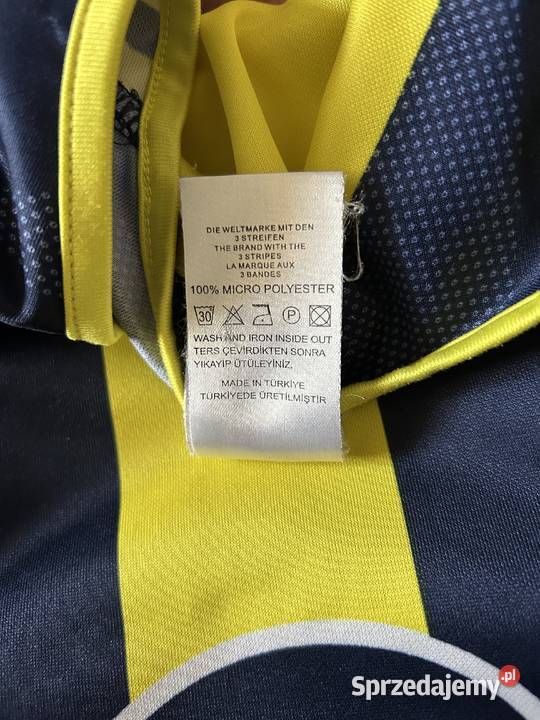 DIE WELTMARKE MIT DEN
3 STREIFEN
THE BRAND WITH THE
3 STRIPES
LA MARQUE AUX
3 BANDES
100% MICRO POLYESTER
30 P
WASH AND IRON INSIDE OUT
TERS ÇEVİRDİKTEN SONRA
YIKAYIP ÜTÜLEYİNİZ.
MADE IN TÜRKİYE
TÜRKİYEDE ÜRETİLMİŞTİR
Sprzedajemy.pl